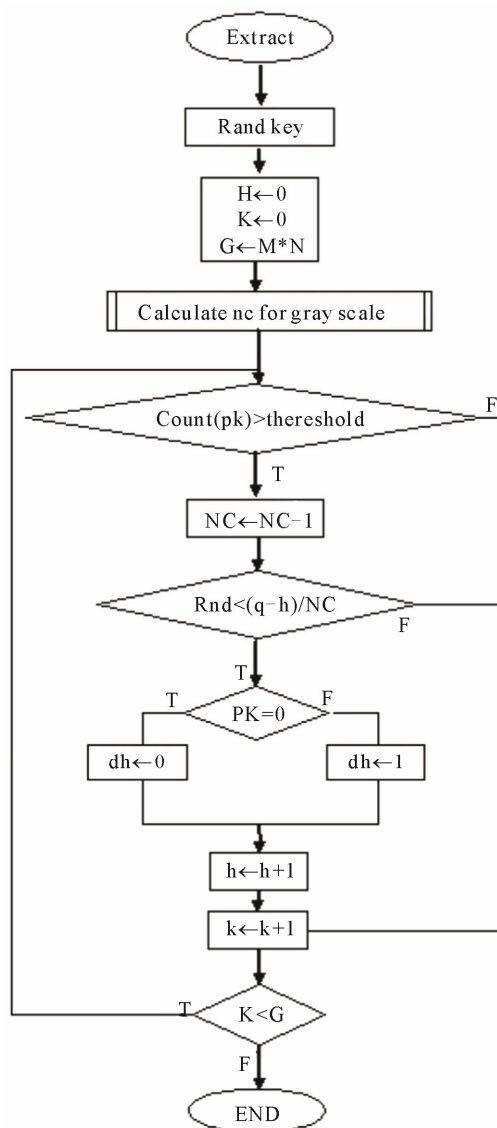 Extract
Rand key
H←0
K←0
G←M*N
Calculate nc for gray scale
Count(pk)>thereshold
F
T
NC←NC−1
Rnd<(q−h)/NC
F
T
T
PK=0
F
dh←0
dh←1
h←h+1
k←k+1
T
K<G
F
END